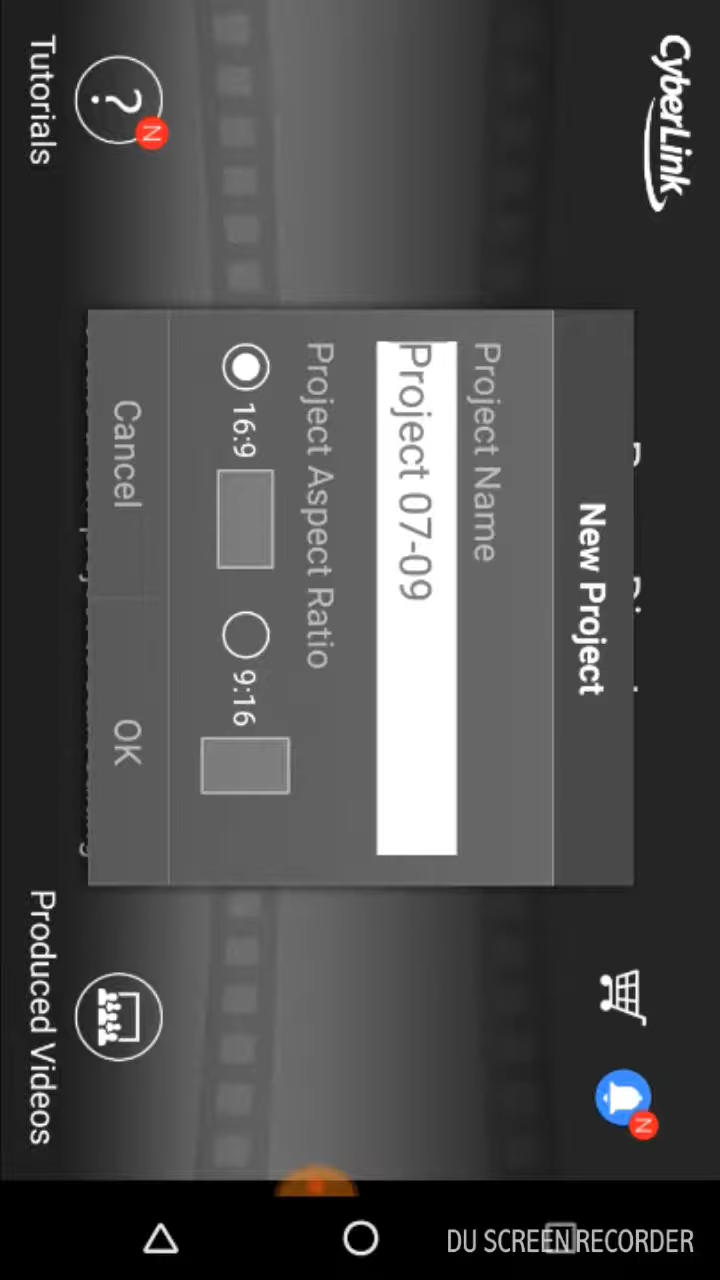 CyberLink
N
New Project
Project Name
Project 07-09
Project Aspect Ratio
16:9
9:16
Cancel
OK
?
N
Tutorials
Produced Videos
DU SCREEN RECORDER